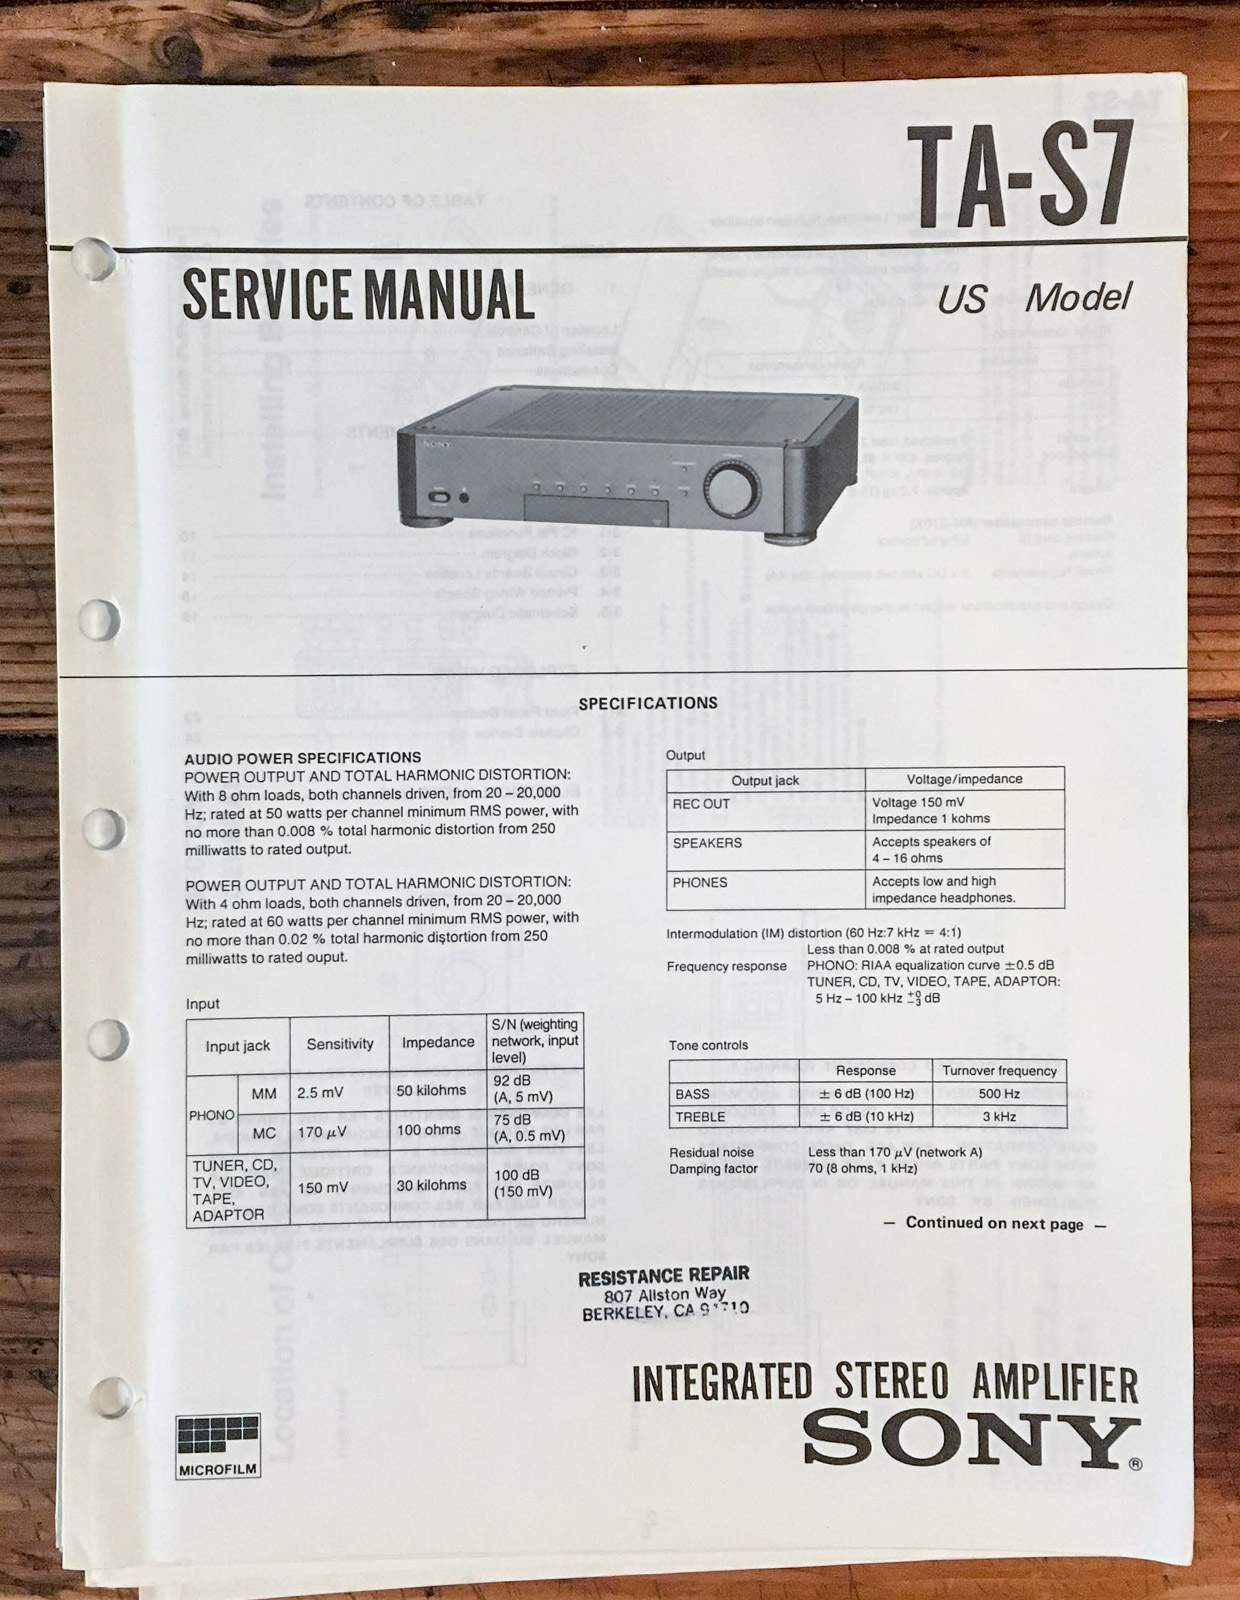 TA-S7
SERVICE MANUAL
US Model
SONY
SPECIFICATIONS
AUDIO POWER SPECIFICATIONS
POWER OUTPUT AND TOTAL HARMONIC DISTORTION:
With 8 ohm loads, both channels driven, from 20 – 20,000
Hz; rated at 50 watts per channel minimum RMS power, with
no more than 0.008 % total harmonic distortion from 250
milliwatts to rated output.
POWER OUTPUT AND TOTAL HARMONIC DISTORTION:
With 4 ohm loads, both channels driven, from 20 – 20,000
Hz; rated at 60 watts per channel minimum RMS power, with
no more than 0.02 % total harmonic distortion from 250
milliwatts to rated ouput.
Input
Input jack Sensitivity Impedance S/N (weighting
network, input
level)
PHONO MM 2.5 mV 50 kilohms 92 dB
(A, 5 mV)
MC 170 μV 100 ohms 75 dB
(A, 0.5 mV)
TUNER, CD,
TV, VIDEO,
TAPE,
ADAPTOR 150 mV 30 kilohms 100 dB
(150 mV)
Output
Output jack Voltage/impedance
REC OUT Voltage 150 mV
Impedance 1 kohms
SPEAKERS Accepts speakers of
4 – 16 ohms
PHONES Accepts low and high
impedance headphones.
Intermodulation (IM) distortion (60 Hz:7 kHz = 4:1)
Less than 0.008 % at rated output
Frequency response PHONO: RIAA equalization curve ±0.5 dB
TUNER, CD, TV, VIDEO, TAPE, ADAPTOR:
5 Hz – 100 kHz +0 −3 dB
Tone controls
Response Turnover frequency
BASS ± 6 dB (100 Hz) 500 Hz
TREBLE ± 6 dB (10 kHz) 3 kHz
Residual noise Less than 170 μV (network A)
Damping factor 70 (8 ohms, 1 kHz)
— Continued on next page —
RESISTANCE REPAIR
807 Allston Way
BERKELEY, CA
INTEGRATED STEREO AMPLIFIER
SONY®
MICROFILM